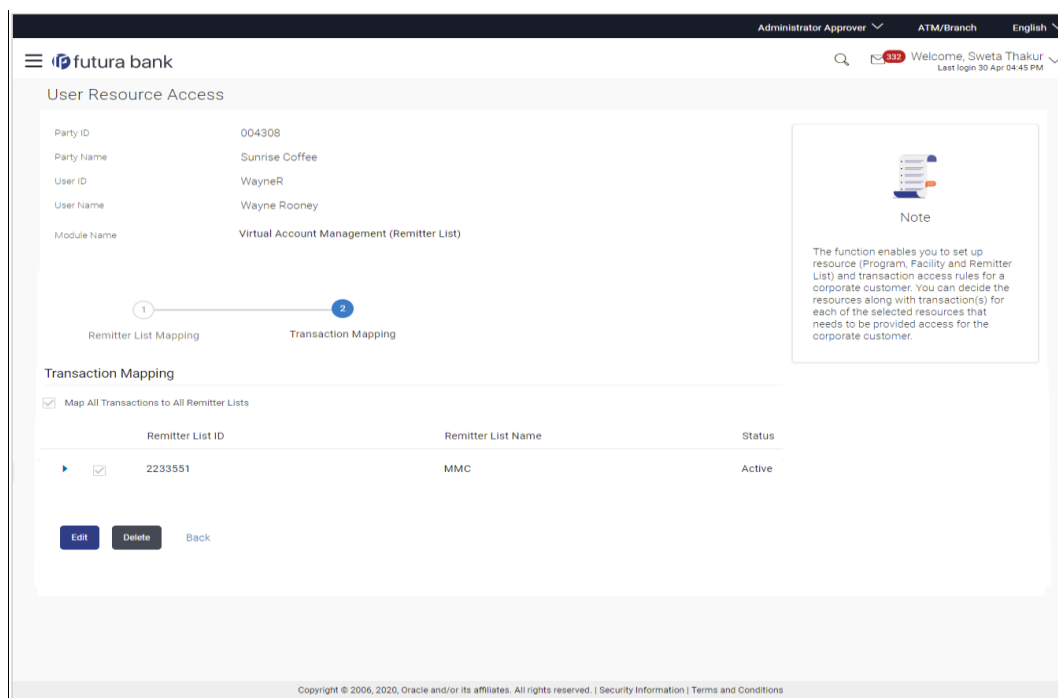 Administrator Approver ATM/Branch English
futura bank 332 Welcome, Sweta Thakur
Last login 30 Apr 04:45 PM
User Resource Access
Party ID 004308
Party Name Sunrise Coffee
User ID WayneR
User Name Wayne Rooney
Module Name Virtual Account Management (Remitter List)
1 2
Remitter List Mapping Transaction Mapping
Transaction Mapping
Map All Transactions to All Remitter Lists
Remitter List ID Remitter List Name Status
2233551 MMC Active
Edit Delete Back
Note
The function enables you to set up
resource (Program, Facility and Remitter
List) and transaction access rules for a
corporate customer. You can decide the
resources along with transaction(s) for
each of the selected resources that
needs to be provided access for the
corporate customer.
Copyright © 2006, 2020, Oracle and/or its affiliates. All rights reserved. | Security Information | Terms and Conditions